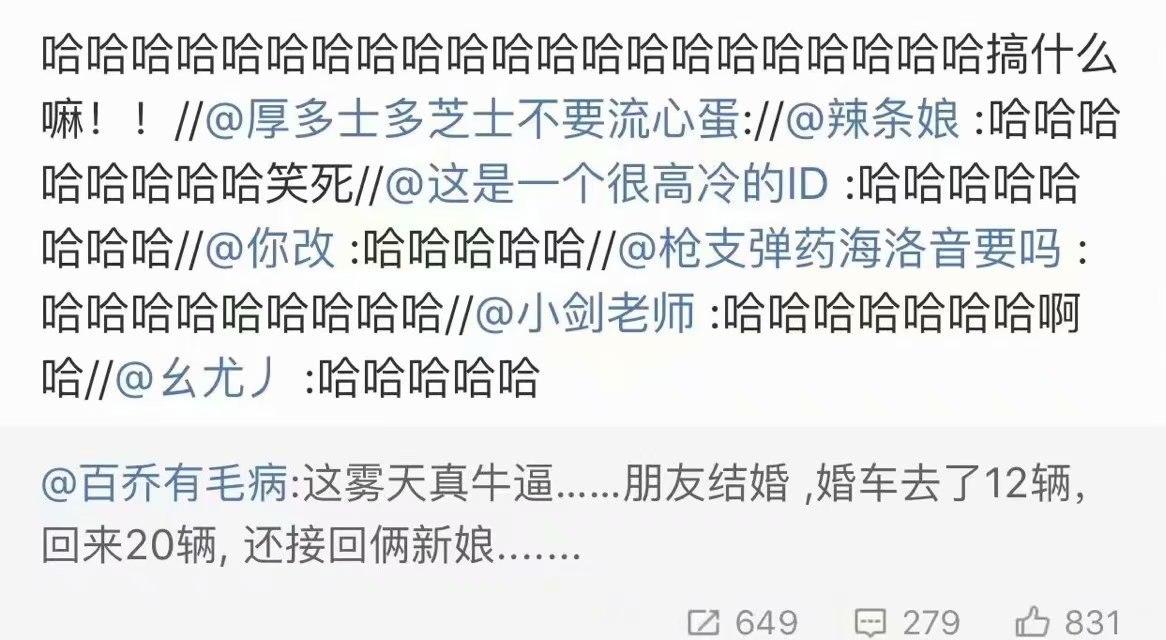 哈哈哈哈哈哈哈哈哈哈哈哈哈哈哈哈哈哈哈哈哈搞什么
嘛！！//@厚多士多芝士不要流心蛋://@辣条娘 :哈哈哈
哈哈哈哈哈笑死//@这是一个很高冷的ID :哈哈哈哈哈
哈哈哈//@你改 :哈哈哈哈哈//@枪支弹药海洛音要吗 :
哈哈哈哈哈哈哈哈哈//@小剑老师 :哈哈哈哈哈哈哈啊
哈//@幺尤丿 :哈哈哈哈哈
@百乔有毛病:这雾天真牛逼……朋友结婚 ,婚车去了12辆,
回来20辆, 还接回俩新娘…….
649 279 831